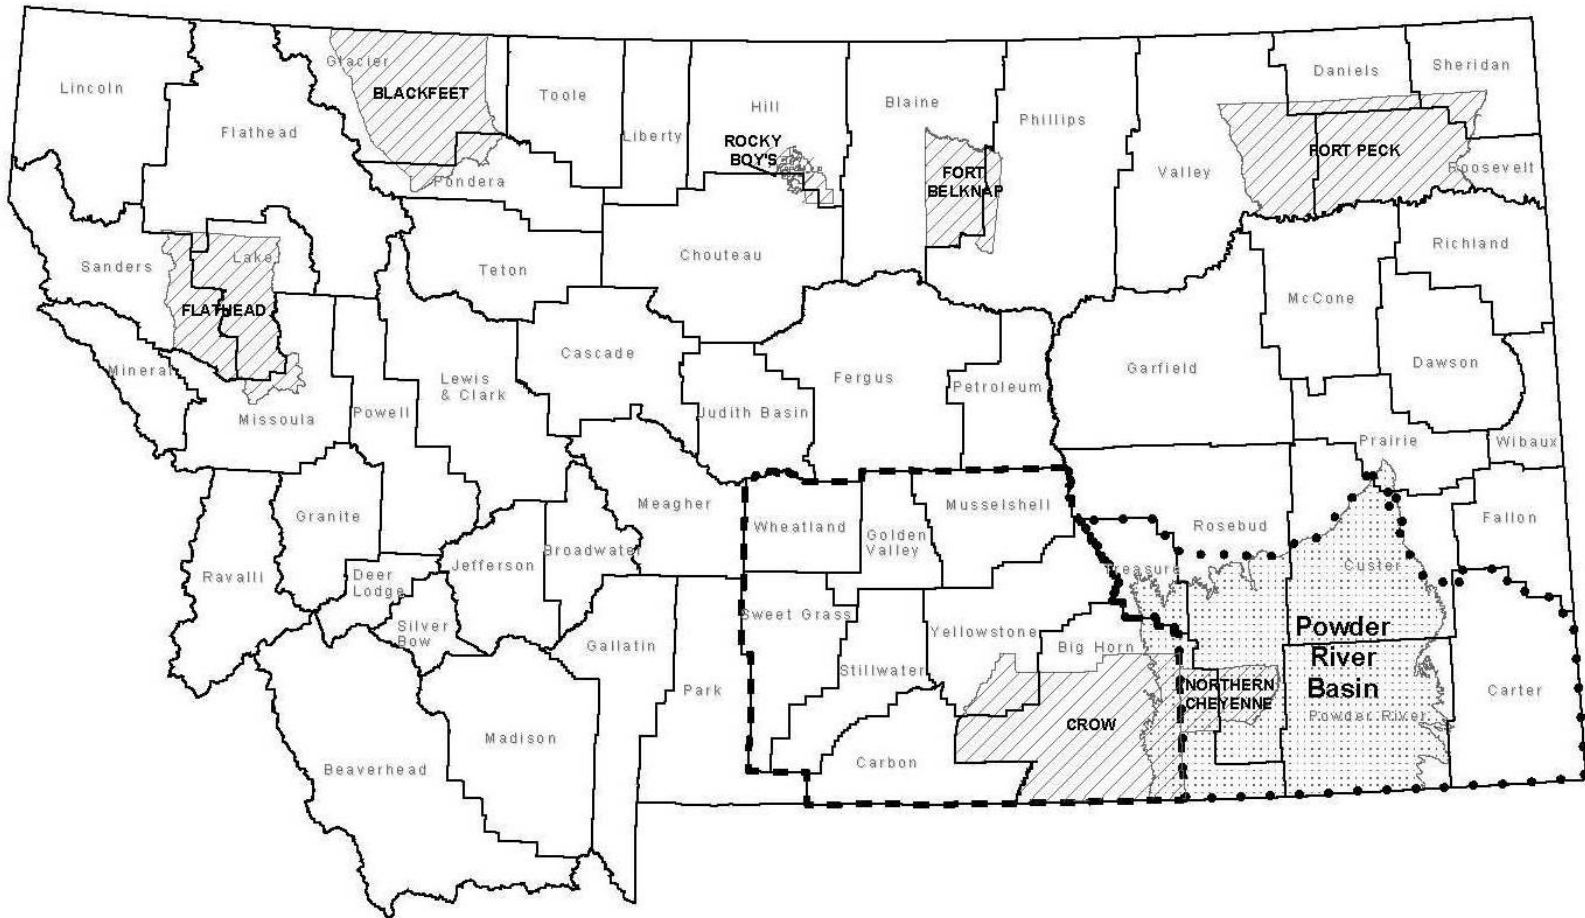 Lincoln
Flathead
Glacier
BLACKFEET
Toole
Liberty
Hill
ROCKY
BOY'S
Blaine
FORT
BELKNAP
Phillips
Valley
Daniels
Sheridan
FORT PECK
Roosevelt
Pondera
Sanders
Lake
FLATHEAD
Teton
Chouteau
McCone
Richland
Mineral
Missoula
Powell
Lewis
& Clark
Cascade
Judith Basin
Fergus
Petroleum
Garfield
Dawson
Prairie
Wibaux
Granite
Ravalli
Deer
Lodge
Silver
Bow
Jefferson
Broadwater
Meagher
Wheatland
Golden
Valley
Musselshell
Treasure
Rosebud
Custer
Fallon
Gallatin
Park
Sweet Grass
Stillwater
Yellowstone
Big Horn
Powder
River
Basin
NORTHERN
CHEYENNE
Powder River
Carter
Beaverhead
Madison
Carbon
CROW